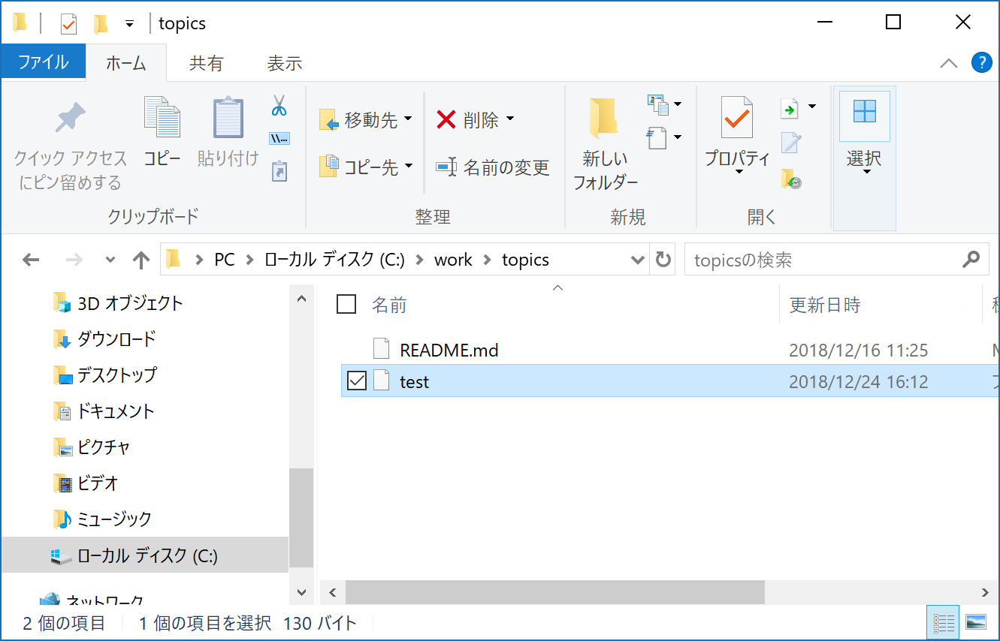 topics
ファイル ホーム 共有 表示
クイック アクセス
にピン留めする
コピー
貼り付け
クリップボード
移動先
コピー先
削除
名前の変更
整理
新しい
フォルダー
新規
プロパティ
開く
選択
PC ローカル ディスク (C:) work topics
topicsの検索
3D オブジェクト
ダウンロード
デスクトップ
ドキュメント
ピクチャ
ビデオ
ミュージック
ローカル ディスク (C:)
ネットワーク
名前 更新日時
README.md 2018/12/16 11:25
test 2018/12/24 16:12
2 個の項目 1 個の項目を選択 130 バイト